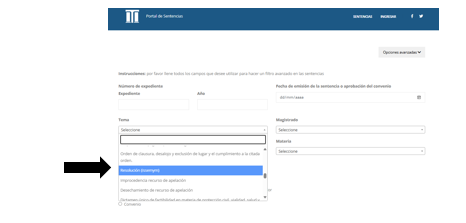 Portal de Sentencias
SENTENCIAS INGRESAR
Opciones avanzadas
Instrucciones: por favor llene todos los campos que desee utilizar para hacer un filtro avanzado en las sentencias
Número de expediente
Fecha de emisión de la sentencia o aprobación del convenio
Expediente Año
dd/mm/aaaa
Tema Magistrado
Seleccione Seleccione
Materia
Seleccione
Orden de clausura, desalojo y exclusión de lugar y el cumplimiento a la citada
orden.
Resolución
improcedencia recurso de apelación
Desechamiento de recurso de apelación
Convenio